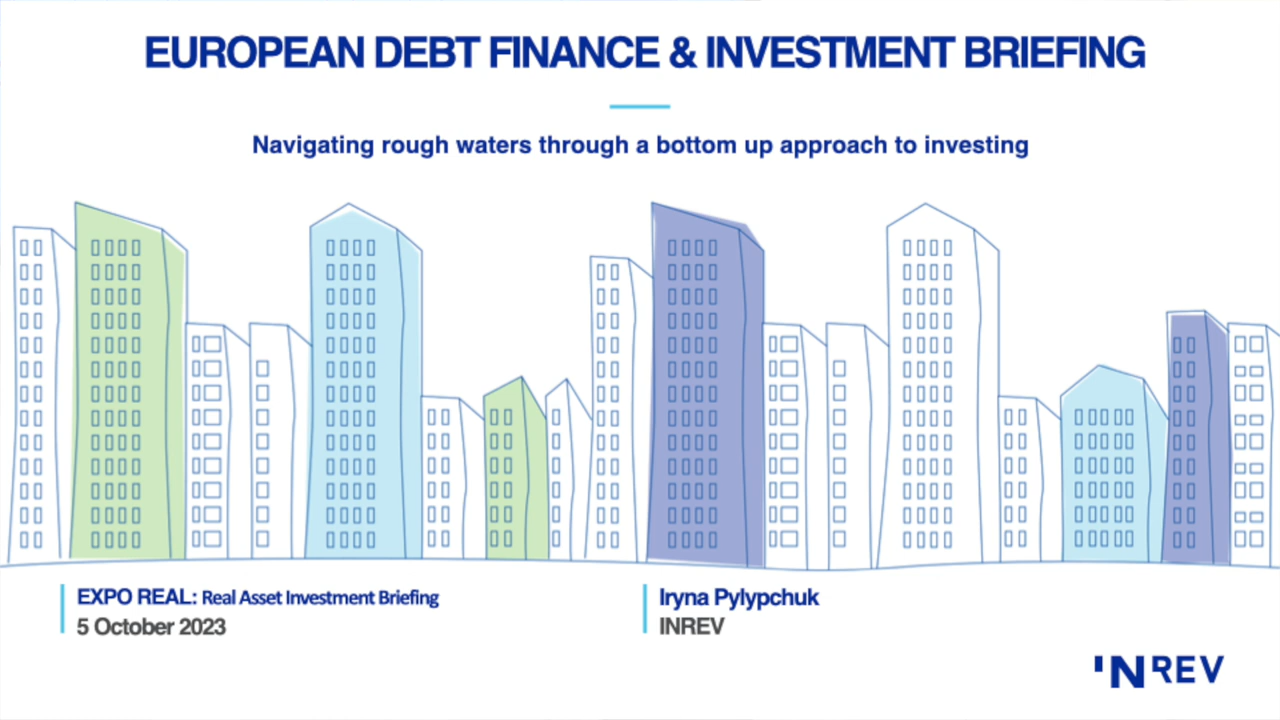 EUROPEAN DEBT FINANCE & INVESTMENT BRIEFING
Navigating rough waters through a bottom up approach to investing
EXPO REAL: Real Asset Investment Briefing
5 October 2023
Iryna Pylypchuk
INREV
INREV